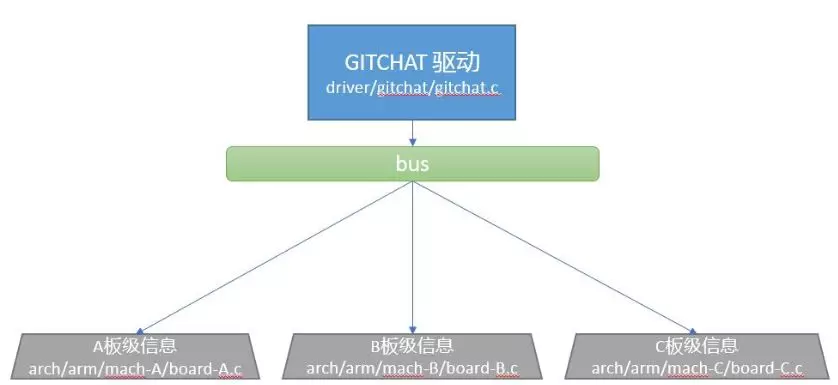 GITCHAT 驱动
driver/gitchat/gitchat.c
bus
A板级信息
arch/arm/mach-A/board-A.c
B板级信息
arch/arm/mach-B/board-B.c
C板级信息
arch/arm/mach-C/board-C.c